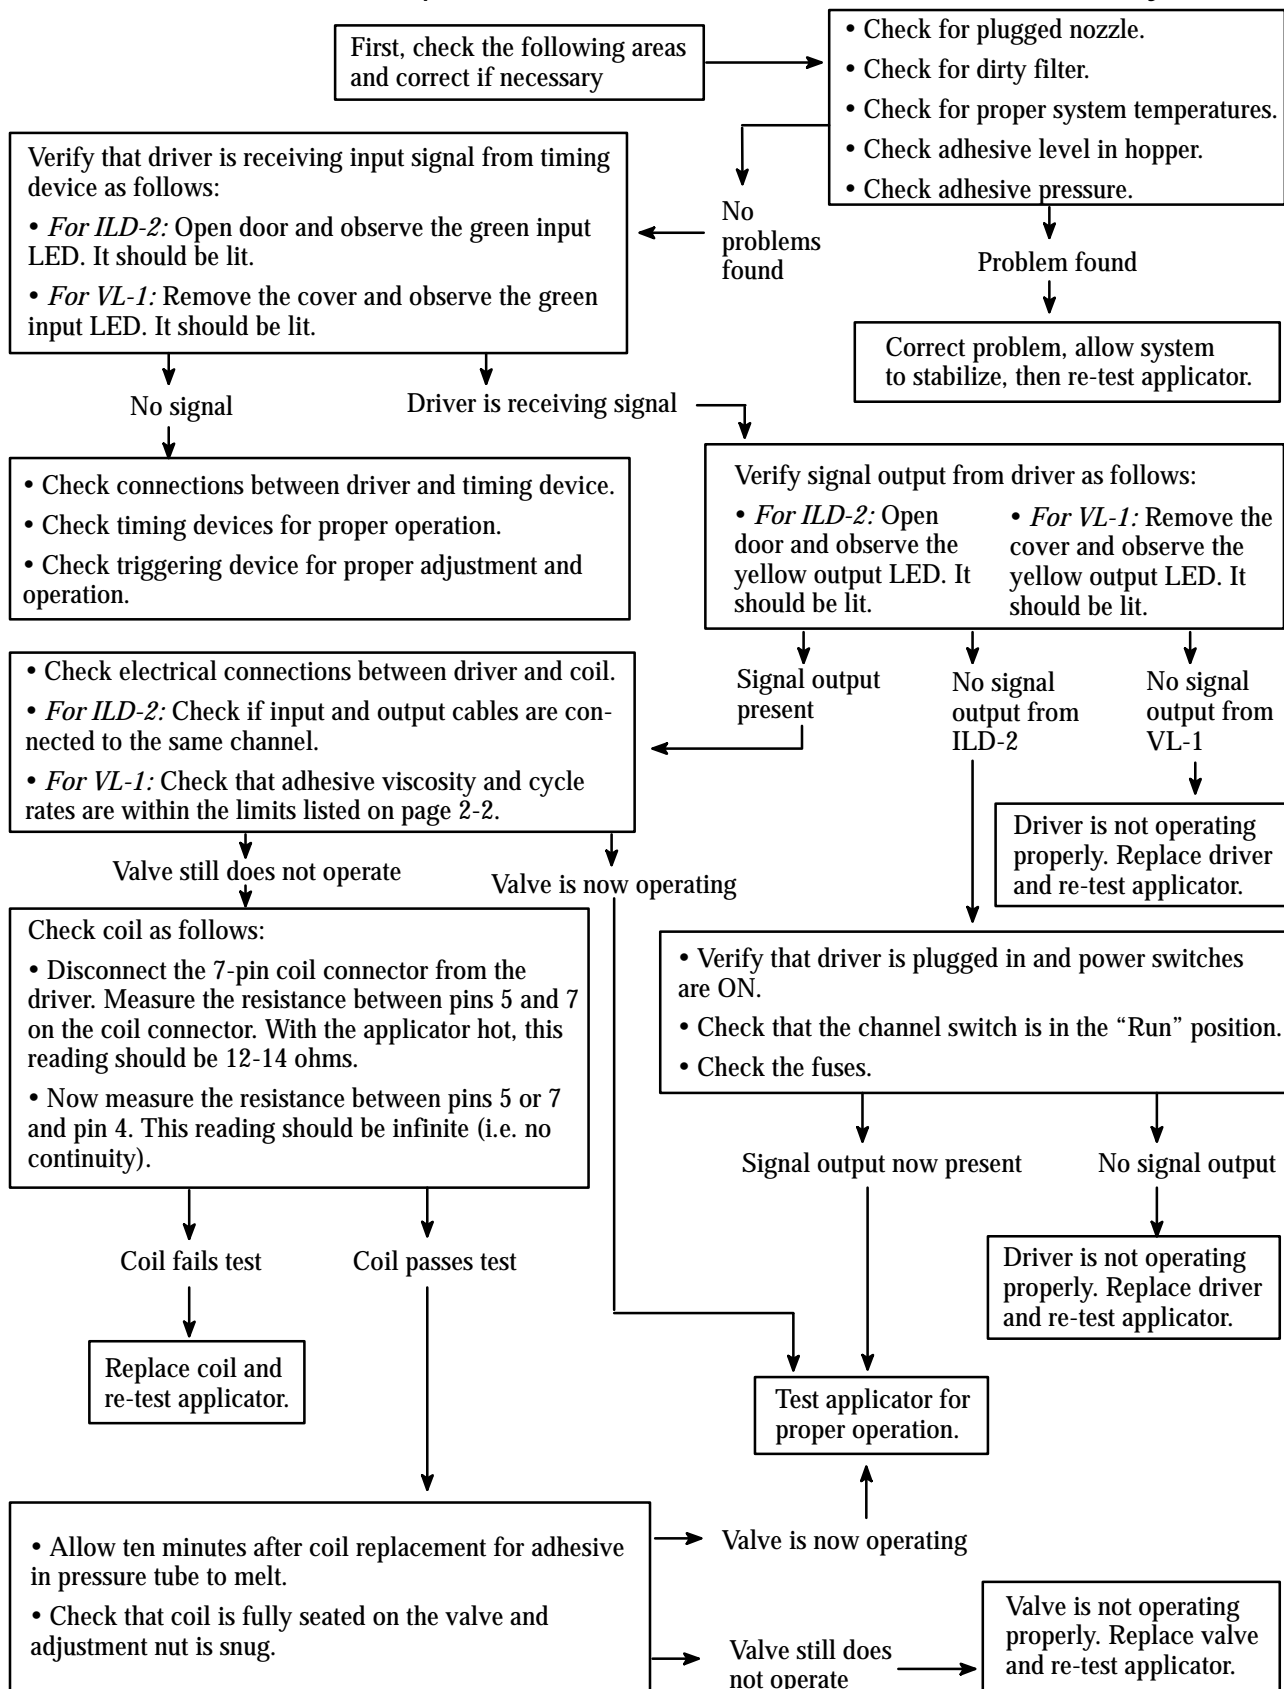 First, check the following areas
and correct if necessary
• Check for plugged nozzle.
• Check for dirty filter.
• Check for proper system temperatures.
• Check adhesive level in hopper.
• Check adhesive pressure.
No
problems
found
Problem found
Correct problem, allow system
to stabilize, then re-test applicator.
Verify that driver is receiving input signal from timing
device as follows:
• For ILD-2: Open door and observe the green input
LED. It should be lit.
• For VL-1: Remove the cover and observe the green
input LED. It should be lit.
No signal
Driver is receiving signal
• Check connections between driver and timing device.
• Check timing devices for proper operation.
• Check triggering device for proper adjustment and
operation.
Verify signal output from driver as follows:
• For ILD-2: Open
door and observe the
yellow output LED. It
should be lit.
• For VL-1: Remove the
cover and observe the
yellow output LED. It
should be lit.
Signal output
present
No signal
output from
ILD-2
No signal
output from
VL-1
Driver is not operating
properly. Replace driver
and re-test applicator.
• Check electrical connections between driver and coil.
• For ILD-2: Check if input and output cables are con-
nected to the same channel.
• For VL-1: Check that adhesive viscosity and cycle
rates are within the limits listed on page 2-2.
Valve still does not operate
Valve is now operating
• Verify that driver is plugged in and power switches
are ON.
• Check that the channel switch is in the “Run” position.
• Check the fuses.
Signal output now present
No signal output
Driver is not operating
properly. Replace driver
and re-test applicator.
Check coil as follows:
• Disconnect the 7-pin coil connector from the
driver. Measure the resistance between pins 5 and 7
on the coil connector. With the applicator hot, this
reading should be 12-14 ohms.
• Now measure the resistance between pins 5 or 7
and pin 4. This reading should be infinite (i.e. no
continuity).
Coil fails test
Coil passes test
Replace coil and
re-test applicator.
Test applicator for
proper operation.
• Allow ten minutes after coil replacement for adhesive
in pressure tube to melt.
• Check that coil is fully seated on the valve and
adjustment nut is snug.
Valve is now operating
Valve still does
not operate
Valve is not operating
properly. Replace valve
and re-test applicator.